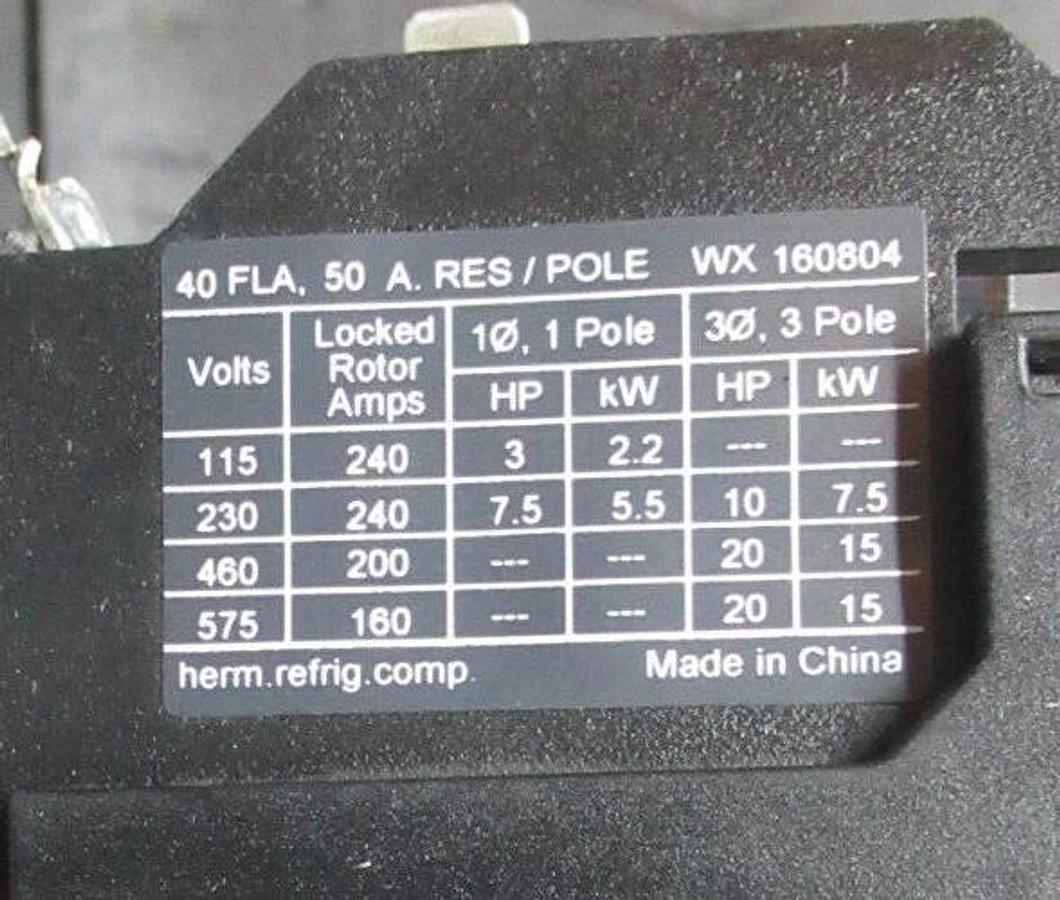 40 FLA, 50 A. RES / POLE WX 160804
Volts Locked Rotor Amps 1Ø, 1 Pole 3Ø, 3 Pole
HP kW HP kW
115 240 3 2.2 --- ---
230 240 7.5 5.5 10 7.5
460 200 --- --- 20 15
575 160 --- --- 20 15
herm.refrig.comp. Made in China